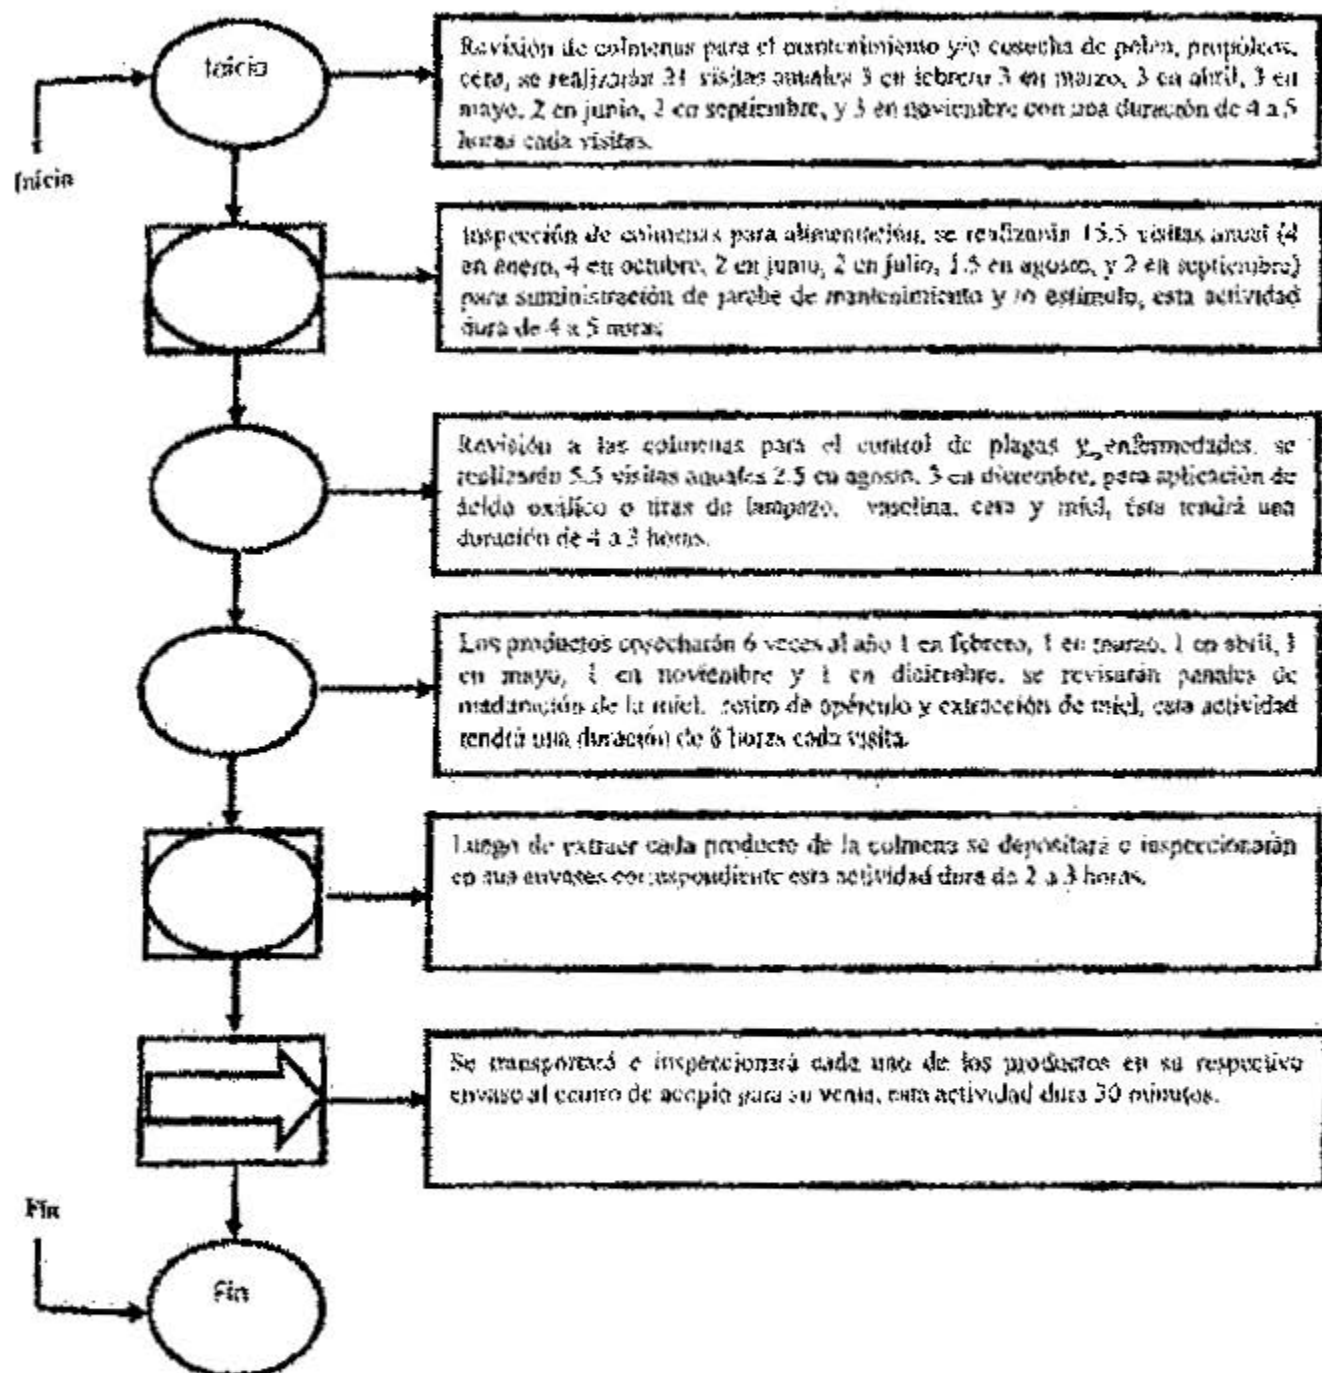 Inicio
Inicio
Revisión de colmenas para el mantenimiento y/o cosecha de polen, propóleos,
cera, se realizarán 21 visitas anuales 3 en febrero 3 en marzo, 3 en abril, 3 en
mayo, 2 en junio, 2 en septiembre, y 3 en noviembre con una duración de 4 a 5
horas cada visitas.
Inspección de colmenas para alimentación, se realizarán 15.5 visitas anual (4
en enero, 4 en octubre, 2 en junio, 2 en julio, 1.5 en agosto, y 2 en septiembre)
para suministración de jarabe de mantenimiento y /o estímulo, esta actividad
dura de 4 a 5 horas
Revisión a las colmenas para el control de plagas y enfermedades, se
realizarán 5.5 visitas anuales 2.5 en agosto, 3 en diciembre, para aplicación de
ácido oxálico o tiras de lampazo, vaselina, cera y miel, ésta tendrá una
duración de 4 a 3 horas.
Los productos cosecharán 6 veces al año 1 en febrero, 1 en marzo, 1 en abril, 1
en mayo, 1 en noviembre y 1 en diciembre, se revisarán panales de
maduración de la miel, retiro de opérculo y extracción de miel, esta actividad
tendrá una duración de 8 horas cada visita.
Luego de extraer cada producto de la colmena se depositará e inspeccionarán
en sus envases correspondiente esta actividad dura de 2 a 3 horas.
Se transportará e inspeccionará cada uno de los productos en su respectivo
envase al centro de acopio para su venta, esta actividad dura 30 minutos.
Fin
Fin